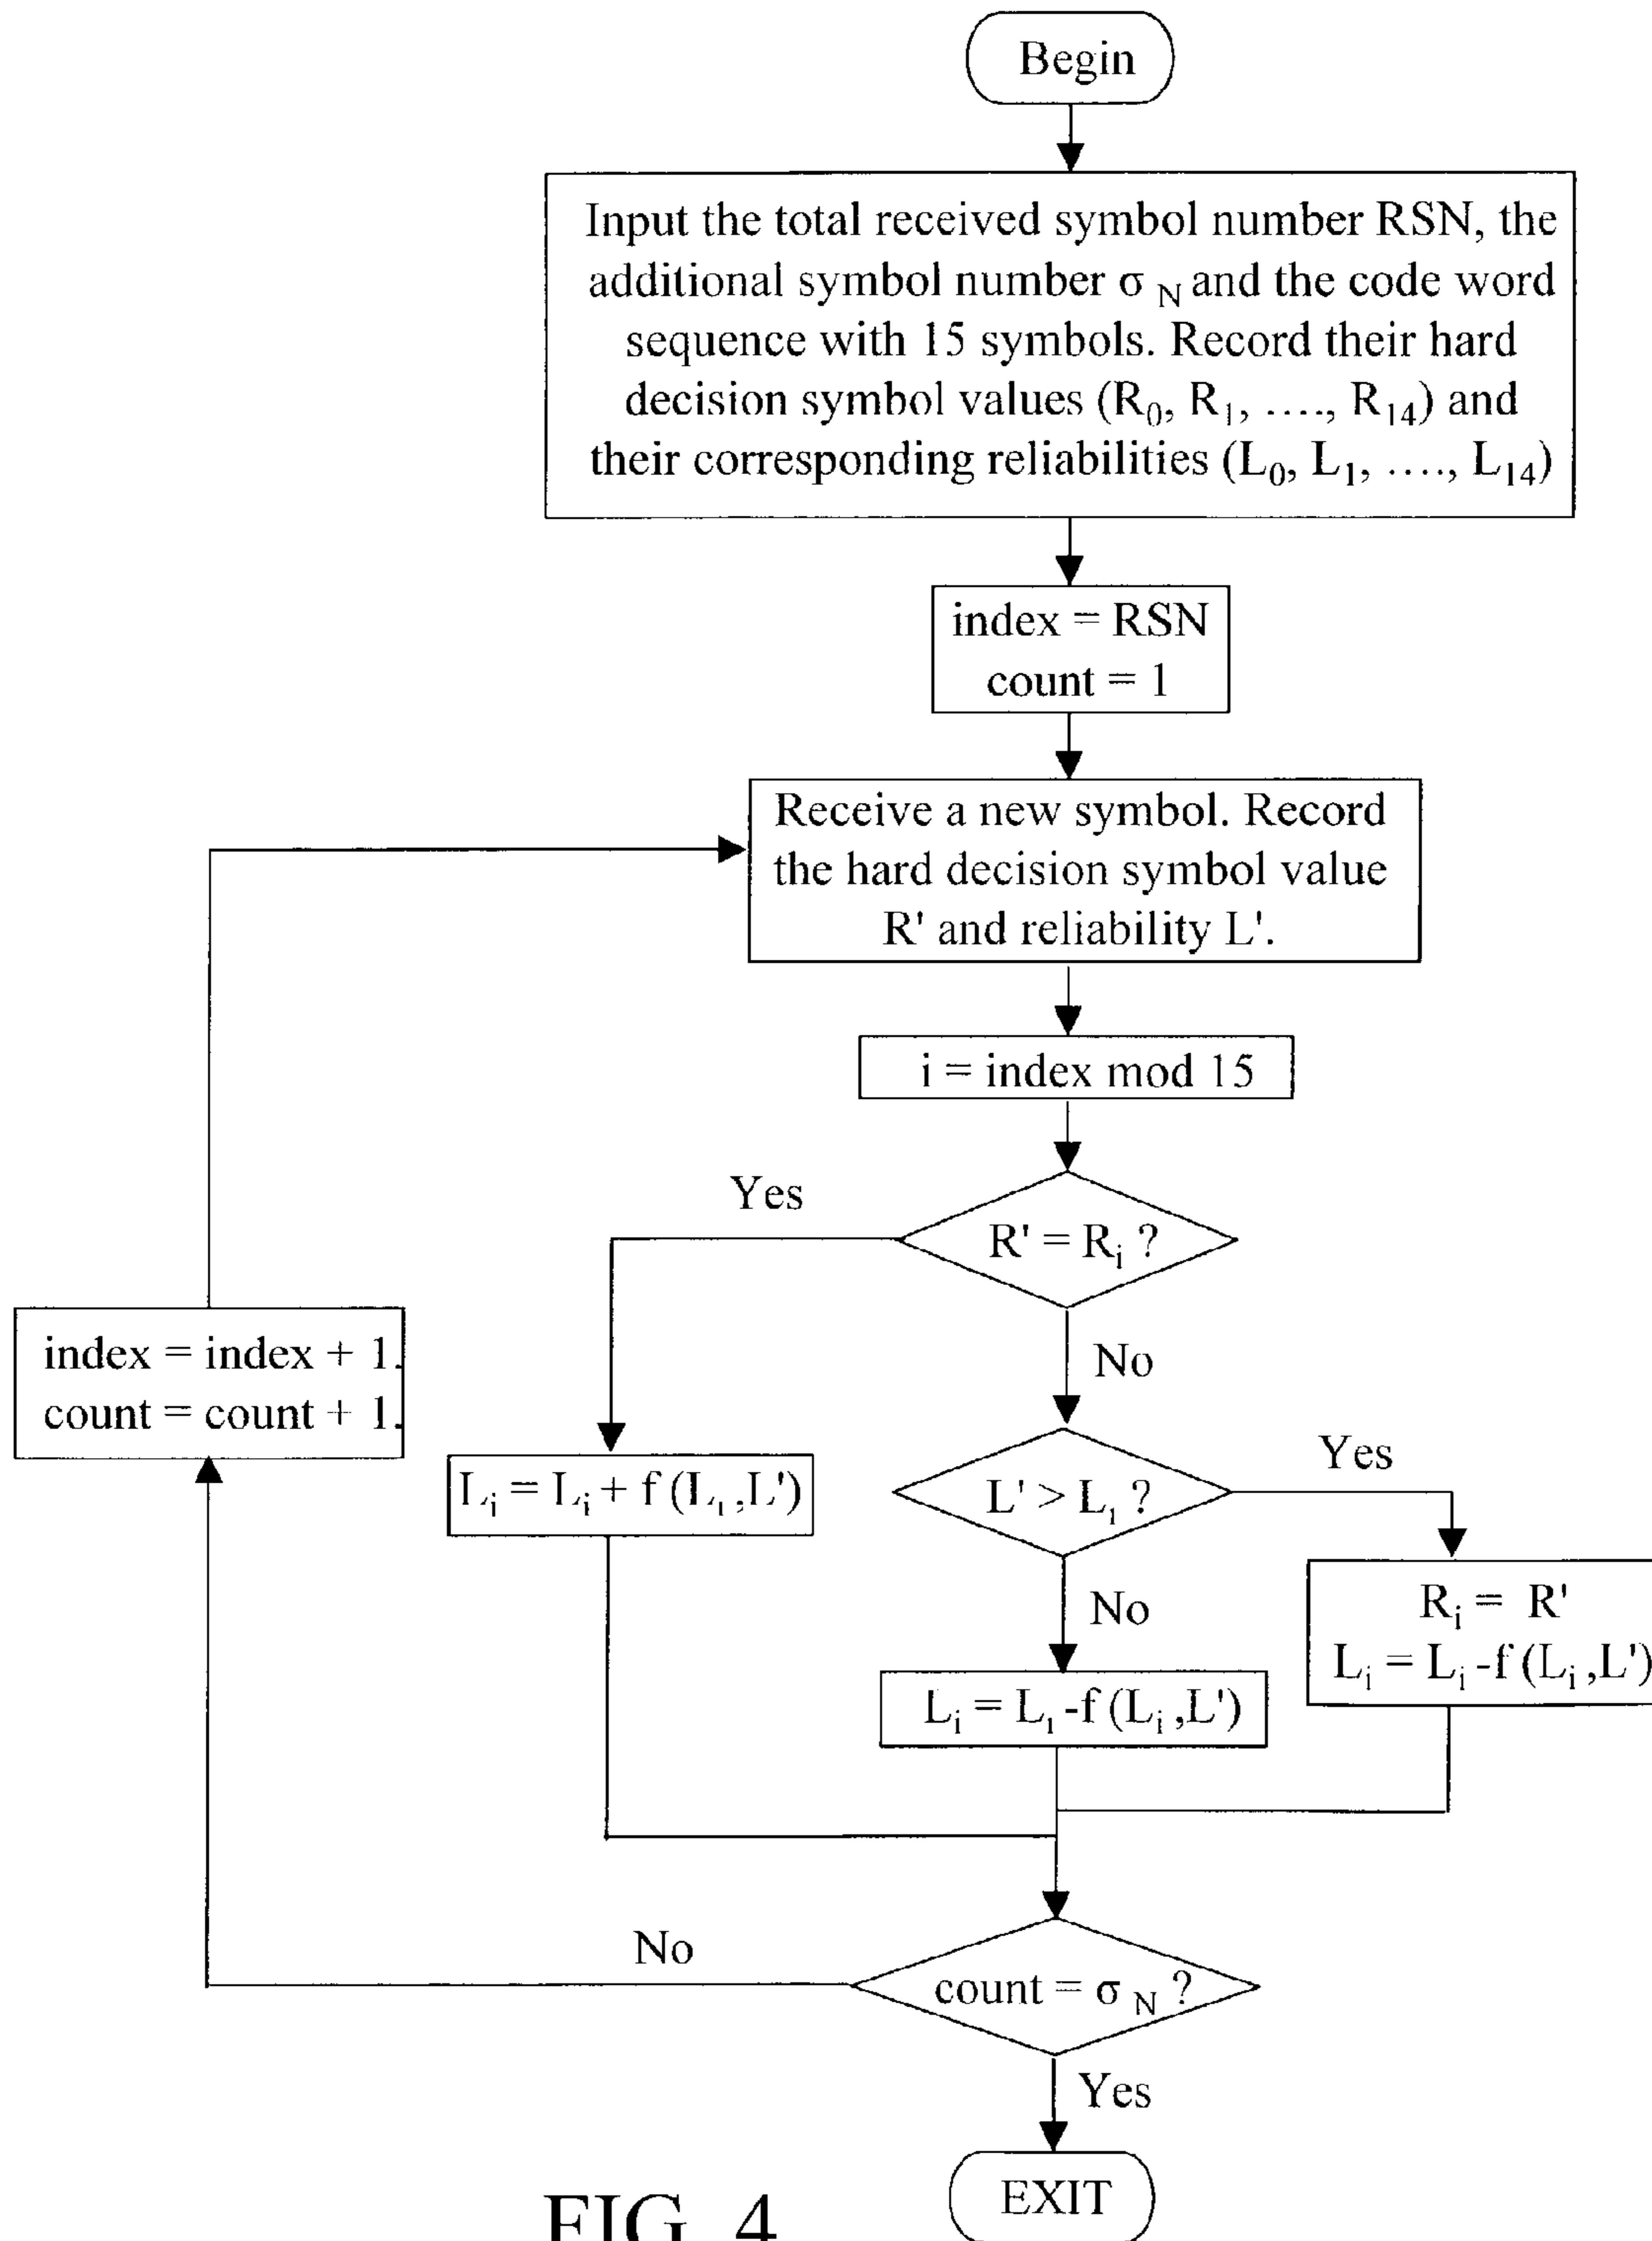 Begin
Input the total received symbol number RSN, the
additional symbol number σ N and the code word
sequence with 15 symbols. Record their hard
decision symbol values (R0, R1, ...., R14) and
their corresponding reliabilities (L0, L1, ...., L14)
index = RSN
count = 1
Receive a new symbol. Record
the hard decision symbol value
R' and reliability L'.
i = index mod 15
Yes
R' = Ri ?
No
index = index + 1.
count = count + 1.
Li = Li + f (Li ,L')
L' > Li ?
Yes
No
Ri = R'
Li = Li -f (Li ,L')
Li = Li -f (Li ,L')
No
count = σ N ?
Yes
EXIT
FIG. 4